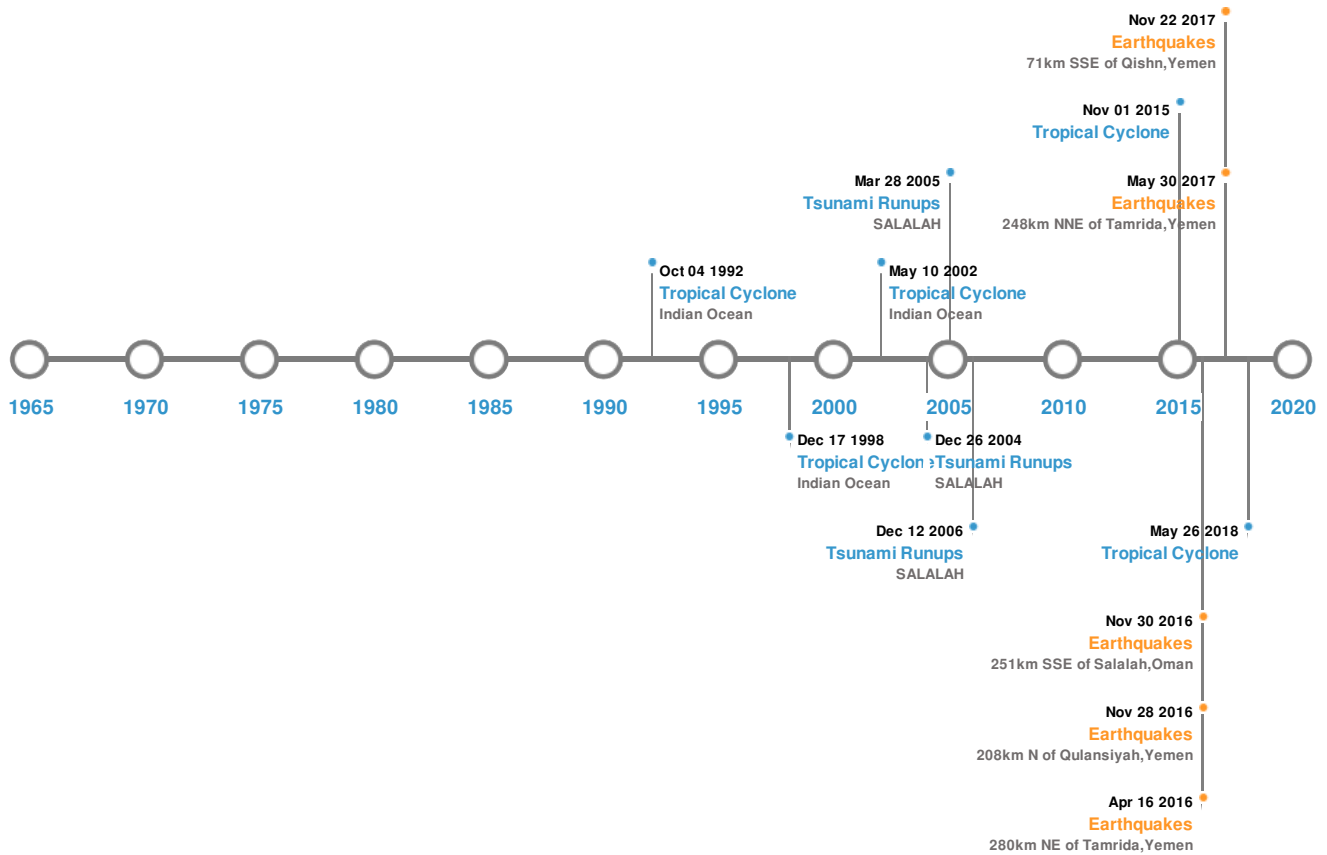 Nov 22 2017
Earthquakes
71km SSE of Qishn,Yemen
Nov 01 2015
Tropical Cyclone
Mar 28 2005
Tsunami Runups
SALALAH
May 30 2017
Earthquakes
248km NNE of Tamrida,Yemen
Oct 04 1992
Tropical Cyclone
Indian Ocean
May 10 2002
Tropical Cyclone
Indian Ocean
1965 1970 1975 1980 1985 1990 1995 2000 2005 2010 2015 2020
Dec 17 1998
Tropical Cyclone
Indian Ocean
Dec 26 2004
Tsunami Runups
SALALAH
Dec 12 2006
Tsunami Runups
SALALAH
May 26 2018
Tropical Cyclone
Nov 30 2016
Earthquakes
251km SSE of Salalah,Oman
Nov 28 2016
Earthquakes
208km N of Qulansiyah,Yemen
Apr 16 2016
Earthquakes
280km NE of Tamrida,Yemen